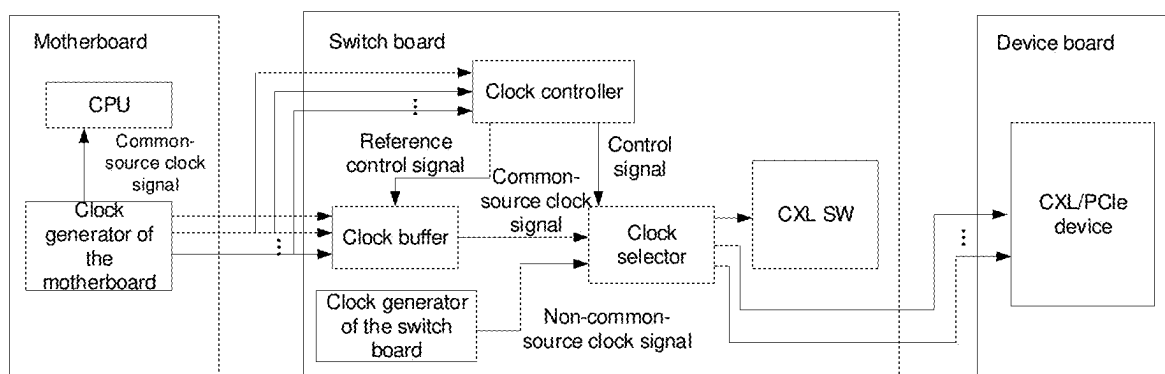 Motherboard
CPU
Common-
source clock
signal
Clock
generator of
the
motherboard
Switch board
Clock controller
Reference
control signal
Control
signal
Common-
source clock
signal
Clock buffer
Clock
selector
CXL SW
Clock generator
of the switch
board
Non-common-
source clock signal
Device board
CXL/PCIe
device